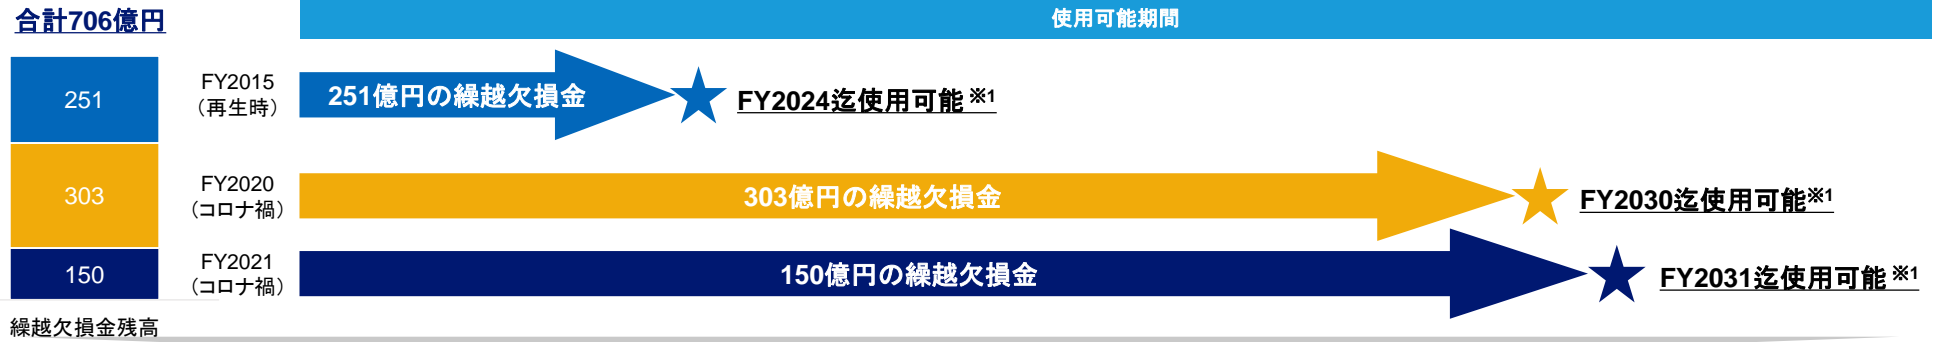 合計706億円
使用可能期間
251
FY2015
（再生時）
251億円の繰越欠損金
FY2024迄使用可能 ※1
303
FY2020
（コロナ禍）
303億円の繰越欠損金
FY2030迄使用可能※1
150
FY2021
（コロナ禍）
150億円の繰越欠損金
FY2031迄使用可能 ※1
繰越欠損金残高